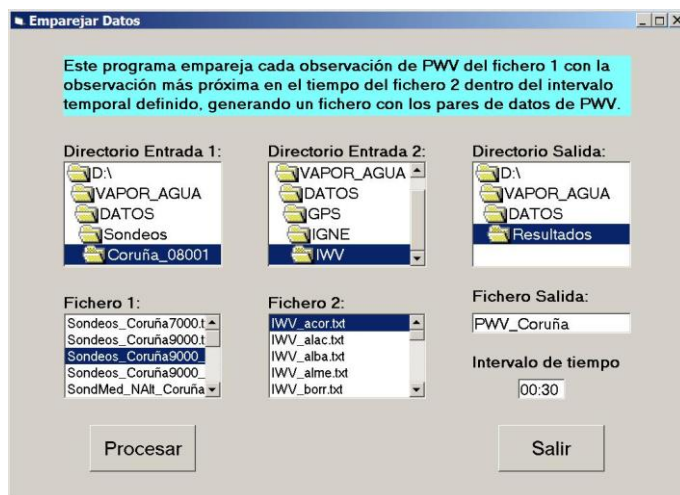 Emparejar Datos
Este programa empareja cada observación de PWV del fichero 1 con la
observación más próxima en el tiempo del fichero 2 dentro del intervalo
temporal definido, generando un fichero con los pares de datos de PWV.
Directorio Entrada 1:
D:\
VAPOR_AGUA
DATOS
Sondeos
Coruña_08001
Directorio Entrada 2:
VAPOR_AGUA
DATOS
GPS
IGNE
IWV
Directorio Salida:
D:\
VAPOR_AGUA
DATOS
Resultados
Fichero 1:
Sondeos_Coruña7000.t
Sondeos_Coruña9000.t
Sondeos_Coruña9000_
Sondeos_Coruña9000_
SondMed_NAlt_Coruña
Fichero 2:
IWV_acor.txt
IWV_alac.txt
IWV_alba.txt
IWV_alme.txt
IWV_borr.txt
Fichero Salida:
PWV_Coruña
Intervalo de tiempo
00:30
Procesar
Salir